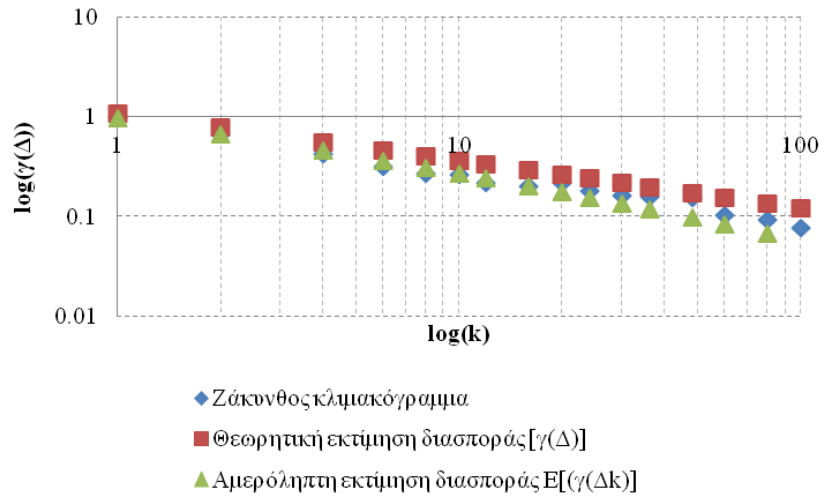 10
1
1
10
100
0.1
0.01
log(γ(Δ))
log(k)
Ζάκυνθος κλιμακόγραμμα
Θεωρητική εκτίμηση διασποράς [γ(Δ)]
Αμερόληπτη εκτίμηση διασποράς Ε[(γ(Δk)]